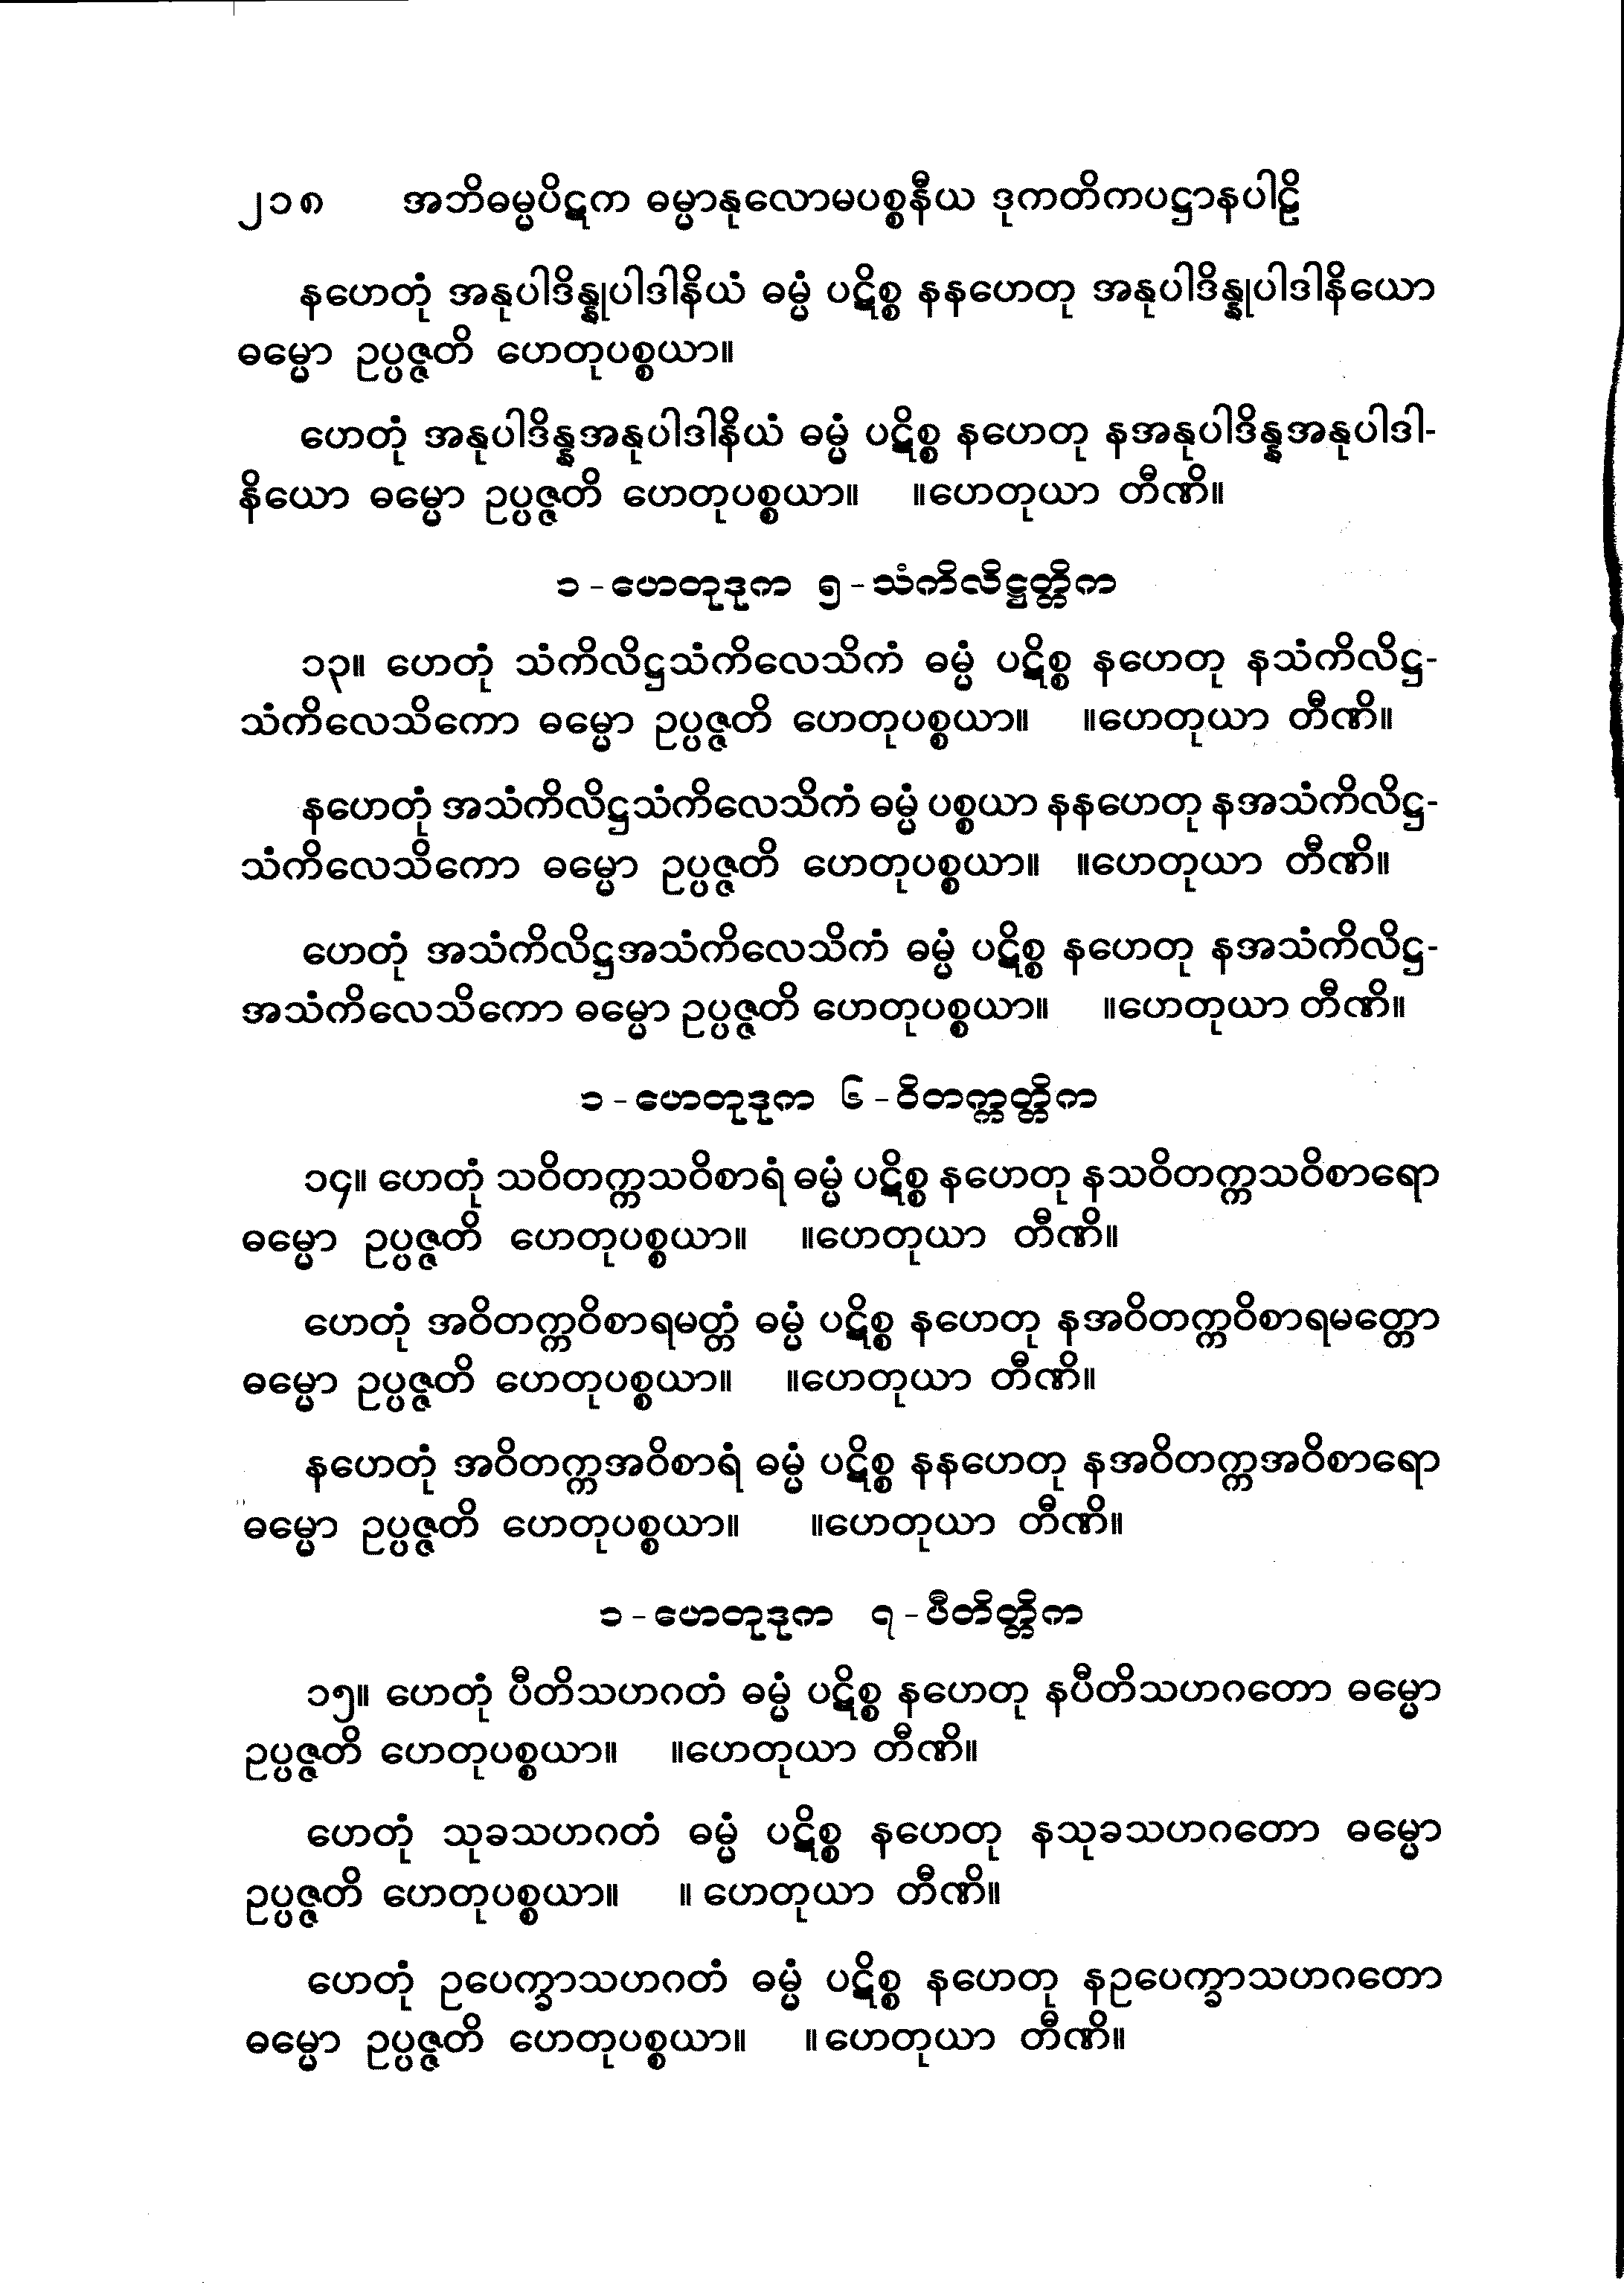 ၂၁၈ အဘိဓမ္မပိဋက ဓမ္မာနုလောမပစ္စနီယ ဒုကတိကပဋ္ဌာနပါဠိ
နဟေတုံ အနုပါဒိန္နုပါဒါနိယံ ဓမ္မံ ပဋိစ္စ နနဟေတု အနုပါဒိန္နုပါဒါနိယော
ဓမ္မော ဥပ္ပဇ္ဇတိ ဟေတုပစ္စယာ။
ဟေတုံ အနုပါဒိန္နအနုပါဒါနိယံ ဓမ္မံ ပဋိစ္စ နဟေတု နအနုပါဒိန္နအနုပါဒါ-
နိယော ဓမ္မော ဥပ္ပဇ္ဇတိ ဟေတုပစ္စယာ။ ။ဟေတုယာ တီဏိ။
၁-ဟေတုဒုက ၅-သံကိလိဋ္ဌတ္တိက
၁၃။ ဟေတုံ သံကိလိဋ္ဌသံကိလေသိကံ ဓမ္မံ ပဋိစ္စ နဟေတု နသံကိလိဋ္ဌ-
သံကိလေသိကော ဓမ္မော ဥပ္ပဇ္ဇတိ ဟေတုပစ္စယာ။ ။ဟေတုယာ တီဏိ။
နဟေတုံ အသံကိလိဋ္ဌသံကိလေသိကံ ဓမ္မံ ပစ္စယာ နနဟေတု နအသံကိလိဋ္ဌ-
သံကိလေသိကော ဓမ္မော ဥပ္ပဇ္ဇတိ ဟေတုပစ္စယာ။ ။ဟေတုယာ တီဏိ။
ဟေတုံ အသံကိလိဋ္ဌအသံကိလေသိကံ ဓမ္မံ ပဋိစ္စ နဟေတု နအသံကိလိဋ္ဌ-
အသံကိလေသိကော ဓမ္မော ဥပ္ပဇ္ဇတိ ဟေတုပစ္စယာ။ ။ဟေတုယာ တီဏိ။
၁-ဟေတုဒုက ၆-ဝိတက္ကတ္တိက
၁၄။ ဟေတုံ သဝိတက္ကသဝိစာရံ ဓမ္မံ ပဋိစ္စ နဟေတု နသဝိတက္ကသဝိစာရော
ဓမ္မော ဥပ္ပဇ္ဇတိ ဟေတုပစ္စယာ။ ။ဟေတုယာ တီဏိ။
ဟေတုံ အဝိတက္ကဝိစာရမတ္တံ ဓမ္မံ ပဋိစ္စ နဟေတု နအဝိတက္ကဝိစာရမတ္တော
ဓမ္မော ဥပ္ပဇ္ဇတိ ဟေတုပစ္စယာ။ ။ဟေတုယာ တီဏိ။
နဟေတုံ အဝိတက္ကအဝိစာရံ ဓမ္မံ ပဋိစ္စ နနဟေတု နအဝိတက္ကအဝိစာရော
ဓမ္မော ဥပ္ပဇ္ဇတိ ဟေတုပစ္စယာ။ ။ဟေတုယာ တီဏိ။
၁-ဟေတုဒုက ၇-ပီတိတ္တိက
၁၅။ ဟေတုံ ပီတိသဟဂတံ ဓမ္မံ ပဋိစ္စ နဟေတု နပီတိသဟဂတော ဓမ္မော
ဥပ္ပဇ္ဇတိ ဟေတုပစ္စယာ။ ။ဟေတုယာ တီဏိ။
ဟေတုံ သုခသဟဂတံ ဓမ္မံ ပဋိစ္စ နဟေတု နသုခသဟဂတော ဓမ္မော
ဥပ္ပဇ္ဇတိ ဟေတုပစ္စယာ။ ။ ဟေတုယာ တီဏိ။
ဟေတုံ ဥပေက္ခာသဟဂတံ ဓမ္မံ ပဋိစ္စ နဟေတု နဥပေက္ခာသဟဂတော
ဓမ္မော ဥပ္ပဇ္ဇတိ ဟေတုပစ္စယာ။ ။ဟေတုယာ တီဏိ။